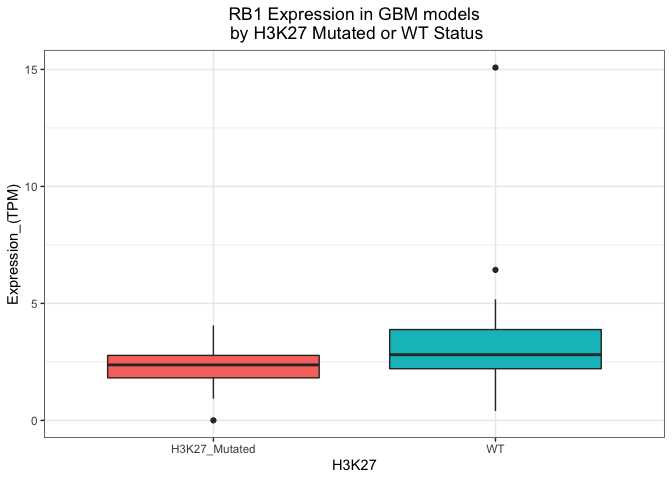 RB1 Expression in GBM models
by H3K27 Mutated or WT Status
Expression_(TPM)
15
10
5
0
H3K27_Mutated
WT
H3K27